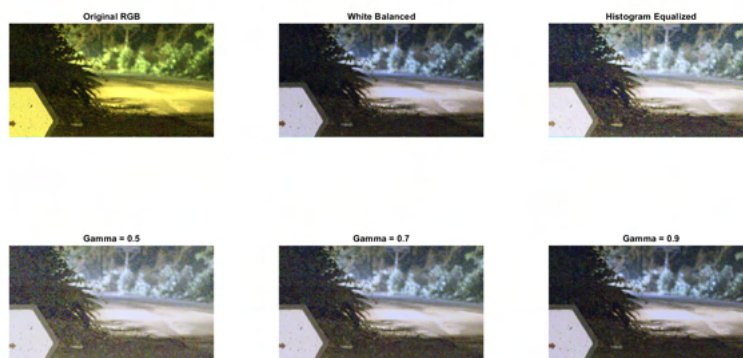 Original RGB
White Balanced
Histogram Equalized
Gamma = 0.5
Gamma = 0.7
Gamma = 0.9